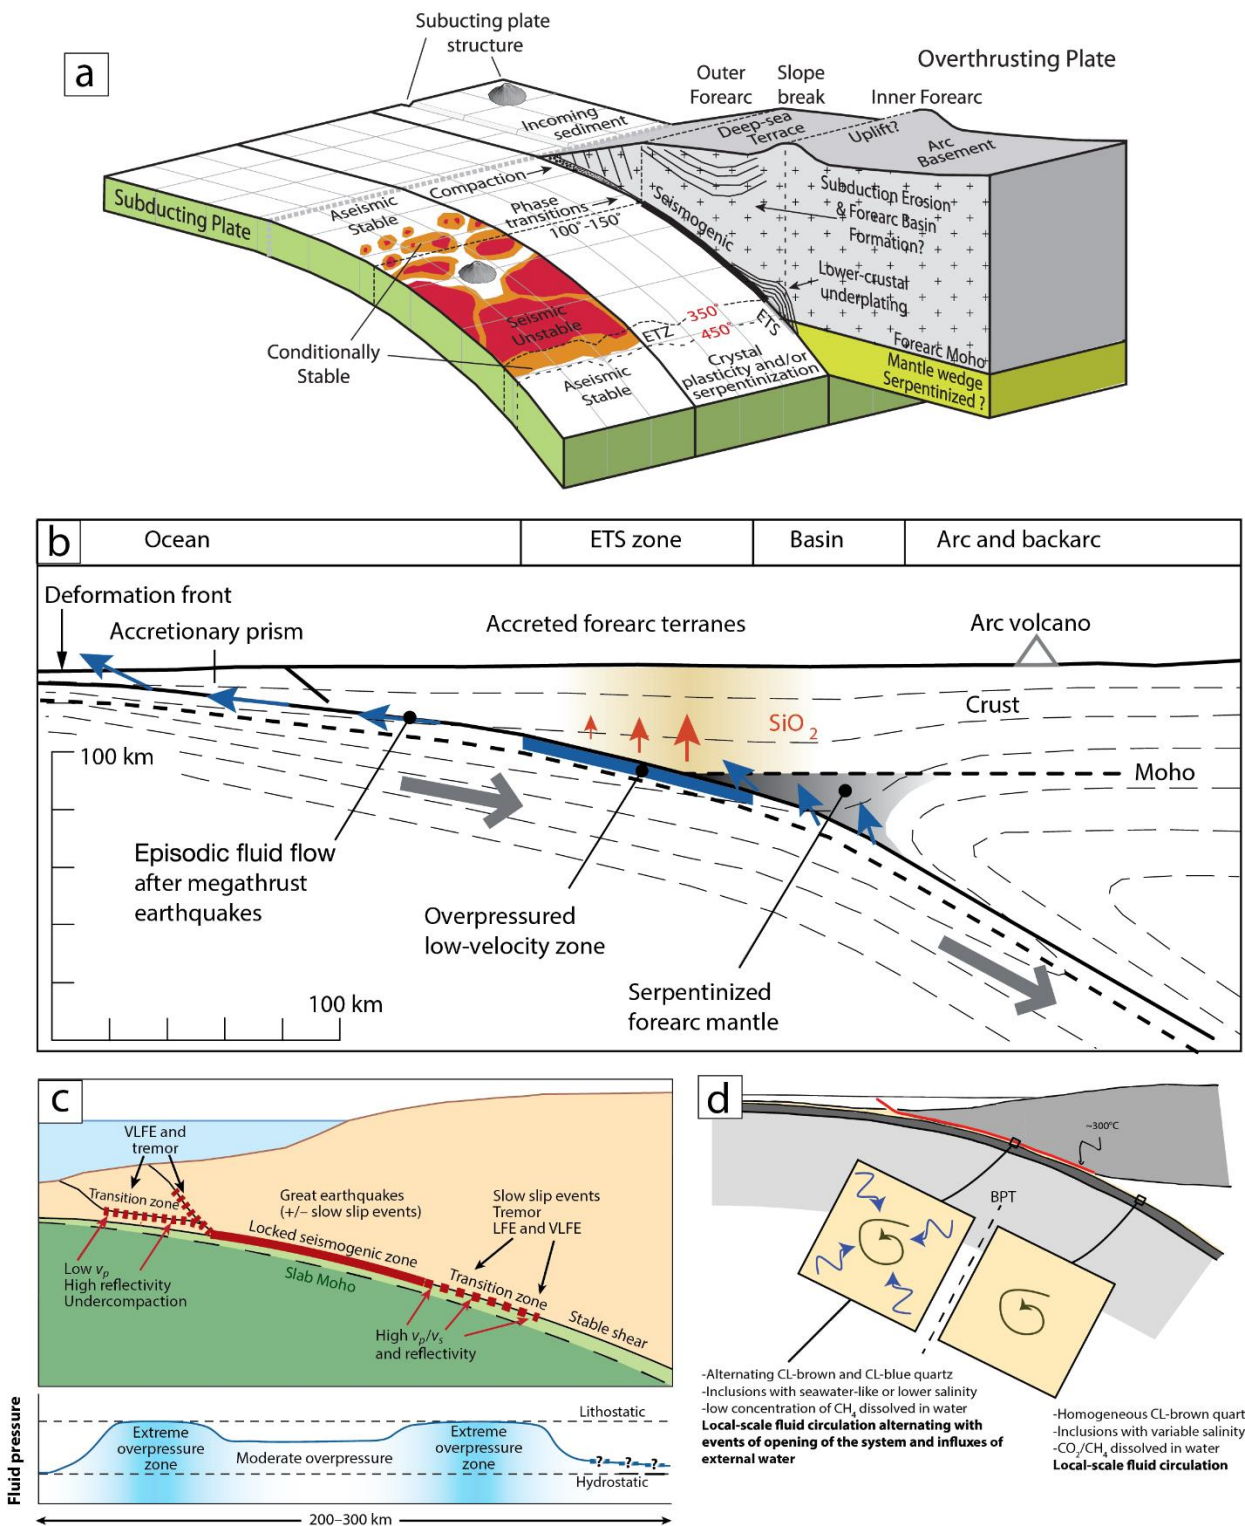 a
Subucting plate
structure
Overthrusting Plate
Outer
Forearc
Slope
break
Inner Forearc
Incoming
sediment
Deep-sea
Terrace
Uplift?
Arc
Basement
Compaction
Subducting Plate
Aseismic
Stable
Phase
transitions
100°-150°
Seismogenic
Subduction Erosion
& Forearc Basin
Formation?
Lower-crustal
underplating
Seismic
Unstable
ETZ
350°
450°
ETS
Conditionally
Stable
Aseismic
Stable
Crystal
plasticity and/or
serpentinization
Forearc Moho
Mantle wedge
Serpentinized ?
b
Ocean
ETS zone
Basin
Arc and backarc
Deformation front
Accretionary prism
Accreted forearc terranes
Arc volcano
SiO2
Crust
100 km
Moho
Episodic fluid flow
after megathrust
earthquakes
Overpressured
low-velocity zone
Serpentinized
forearc mantle
100 km
c
VLFE and
tremor
Transition zone
Great earthquakes
(+/− slow slip events)
Slow slip events
Tremor
LFE and VLFE
Locked seismogenic zone
Low vp
High reflectivity
Undercompaction
Slab Moho
Transition zone
High vp/vs
and reflectivity
Stable shear
Fluid pressure
Lithostatic
Extreme
overpressure
zone
Moderate overpressure
Extreme
overpressure
zone
? ? ?
Hydrostatic
200–300 km
d
~300°C
BPT
-Alternating CL-brown and CL-blue quartz
-Inclusions with seawater-like or lower salinity
-low concentration of CH4 dissolved in water
Local-scale fluid circulation alternating with
events of opening of the system and influxes of
external water
-Homogeneous CL-brown quart
-Inclusions with variable salinity
-CO2/CH4 dissolved in water
Local-scale fluid circulation